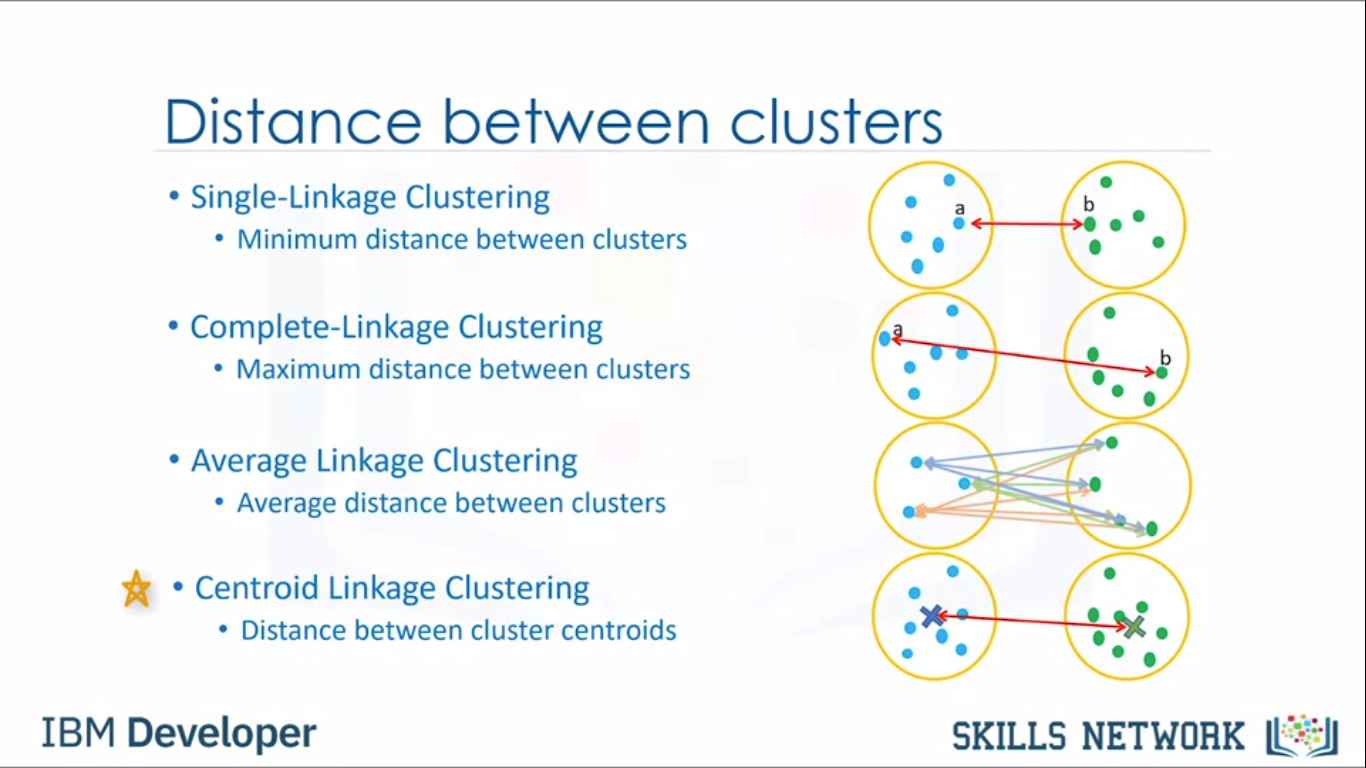 Distance between clusters
• Single-Linkage Clustering
• Minimum distance between clusters
a
b
• Complete-Linkage Clustering
• Maximum distance between clusters
a
b
• Average Linkage Clustering
• Average distance between clusters
• Centroid Linkage Clustering
• Distance between cluster centroids
IBM Developer
SKILLS NETWORK